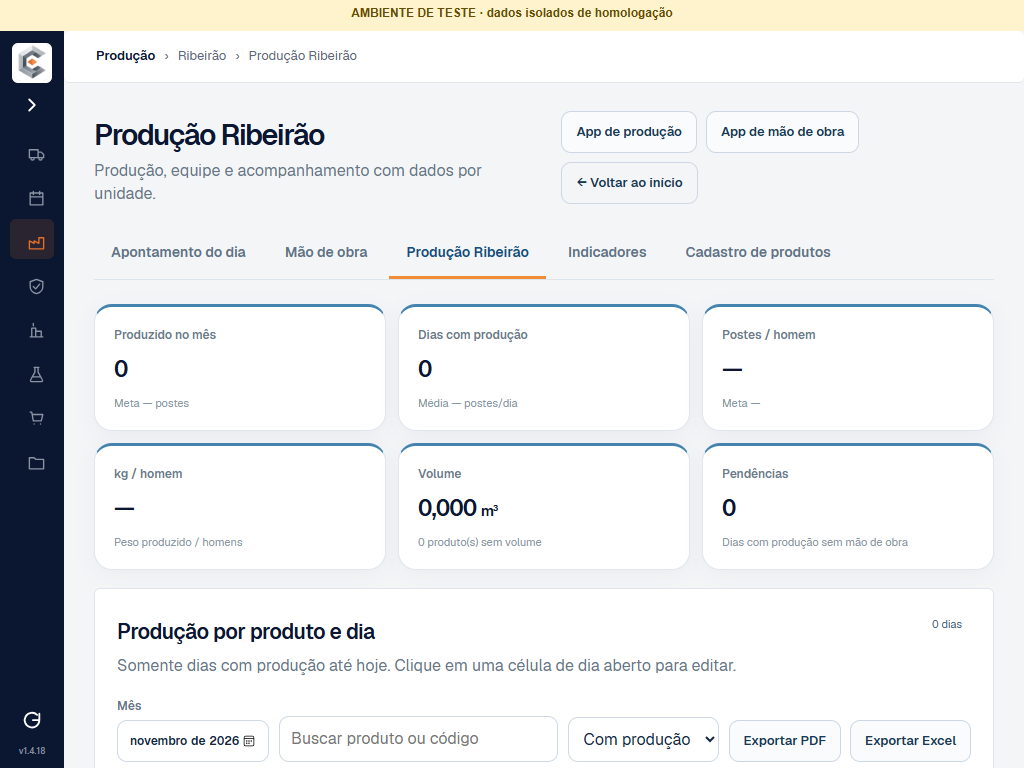 AMBIENTE DE TESTE · dados isolados de homologação
Produção › Ribeirão › Produção Ribeirão
Produção Ribeirão
Produção, equipe e acompanhamento com dados por
unidade.
App de produção
App de mão de obra
← Voltar ao início
Apontamento do dia
Mão de obra
Produção Ribeirão
Indicadores
Cadastro de produtos
Produzido no mês
0
Meta — postes
Dias com produção
0
Média — postes/dia
Postes / homem
—
Meta —
kg / homem
—
Peso produzido / homens
Volume
0,000 m³
0 produto(s) sem volume
Pendências
0
Dias com produção sem mão de obra
Produção por produto e dia
0 dias
Somente dias com produção até hoje. Clique em uma célula de dia aberto para editar.
Mês
novembro de 2026
Buscar produto ou código
Com produção
Exportar PDF
Exportar Excel
v1.4.18